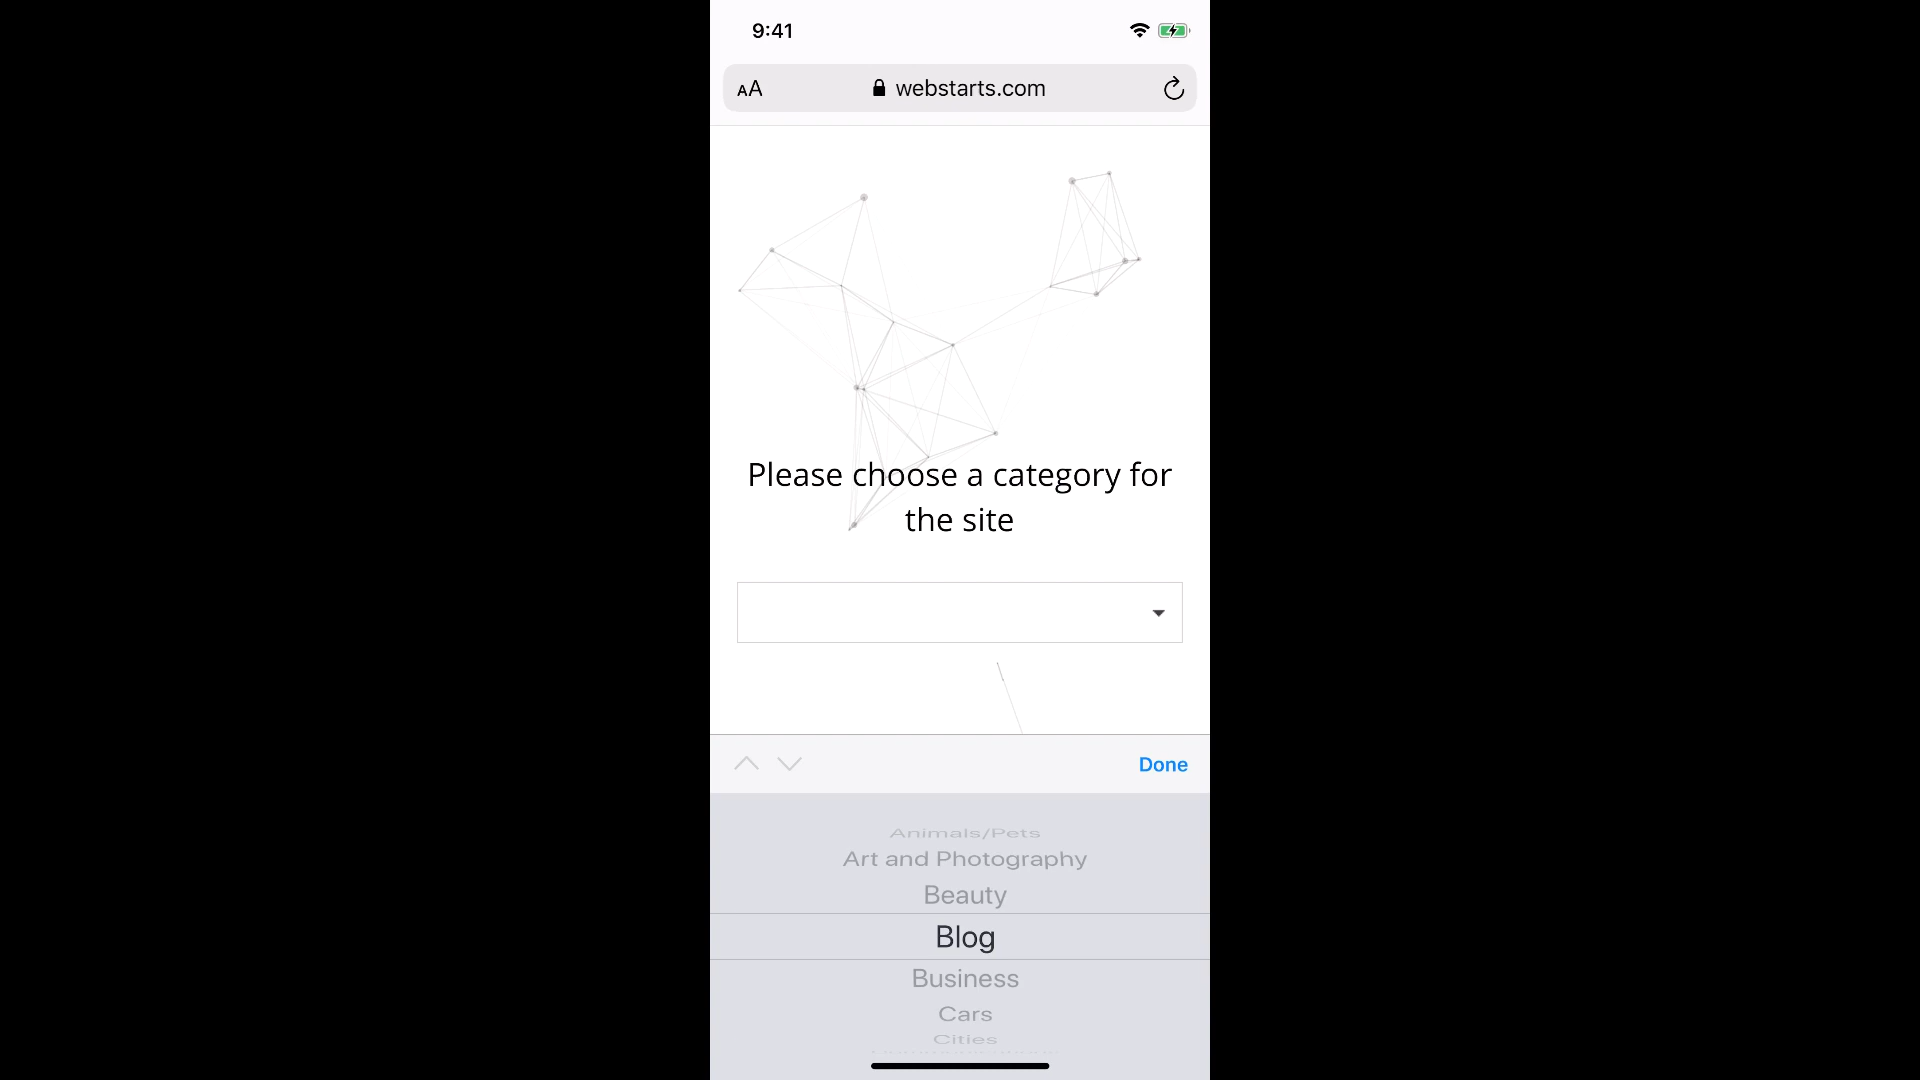 9:41
AA webstarts.com
Please choose a category for
the site
Done
Animals/Pets
Art and Photography
Beauty
Blog
Business
Cars
Cities